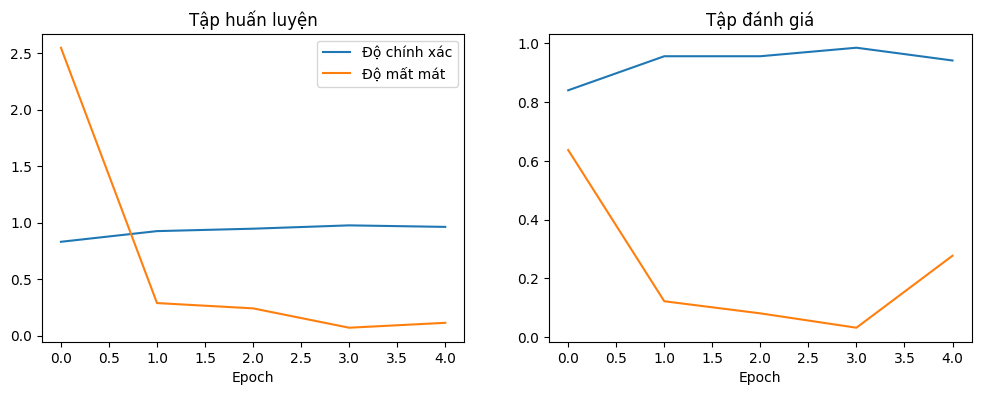 Tập huấn luyện
2.5
2.0
1.5
1.0
0.5
0.0
Độ chính xác
Độ mất mát
0.0 0.5 1.0 1.5 2.0 2.5 3.0 3.5 4.0
Epoch
Tập đánh giá
1.0
0.8
0.6
0.4
0.2
0.0
0.0 0.5 1.0 1.5 2.0 2.5 3.0 3.5 4.0
Epoch